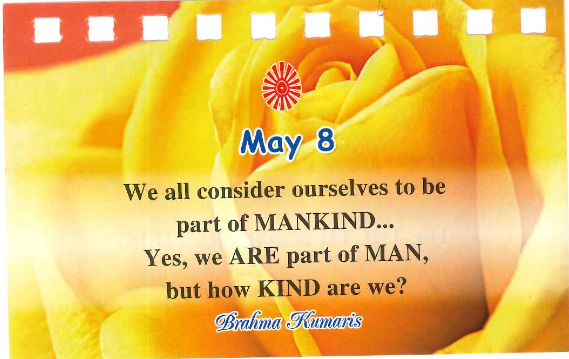 May 8
We all consider ourselves to be
part of MANKIND...
Yes, we ARE part of MAN,
but how KIND are we?
Brahma Kumaris